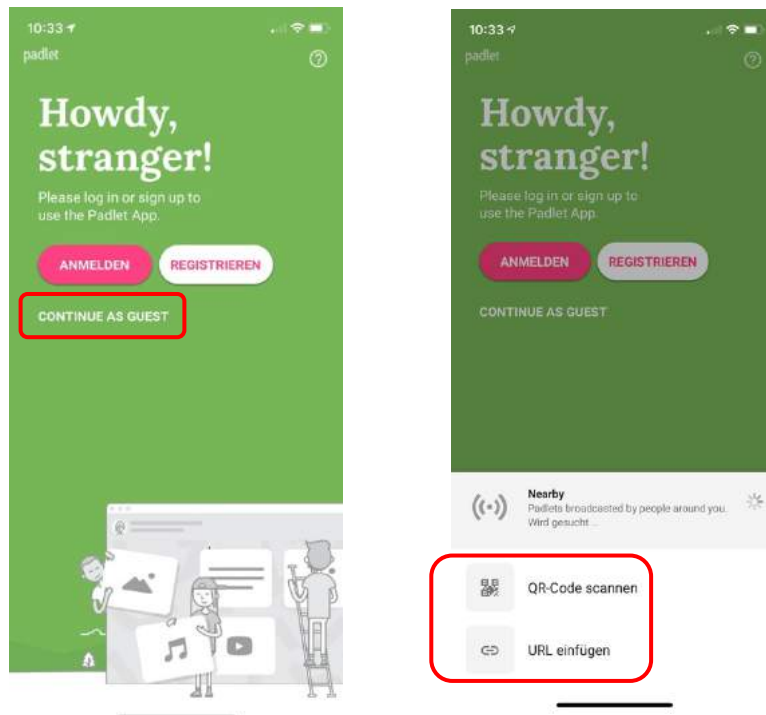 10:33
padlet
Howdy,
stranger!
Please log in or sign up to
use the Padlet App.
ANMELDEN
REGISTRIEREN
CONTINUE AS GUEST
10:33
padlet
Howdy,
stranger!
Please log in or sign up to
use the Padlet App.
ANMELDEN
REGISTRIEREN
CONTINUE AS GUEST
Nearby
Padlets broadcasted by people around you.
Wird gesucht ...
QR-Code scannen
URL einfügen